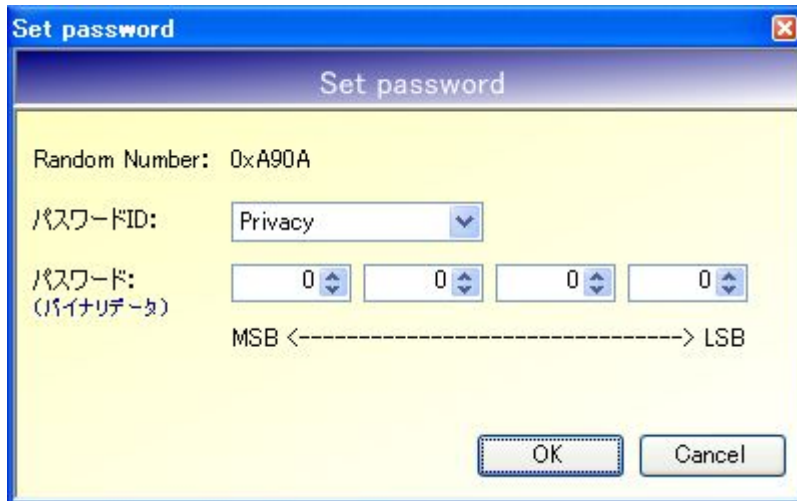 Set password
Set password
Random Number: 0xA90A
パスワードID: Privacy
パスワード: 0 0 0 0
(バイナリデータ)
MSB <--------------------------------> LSB
OK Cancel